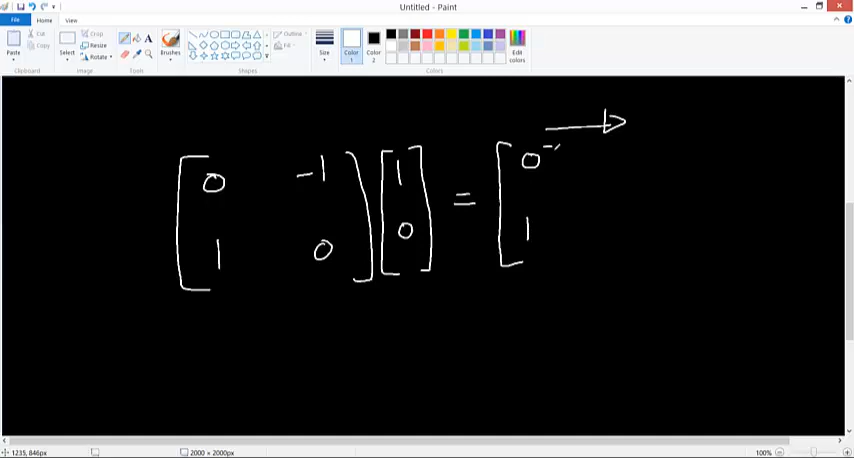 Untitled - Paint
File Home View
Paste
Cut
Copy
Clipboard
Select
Crop
Resize
Rotate
Image
Tools
Brushes
Outline
Fill
Shapes
Size
Color 1
Color 2
Edit colors
Colors
[0 -1] [1] = [0-
[1 0] [0] [1
1235, 846px
2000 × 2000px
100%